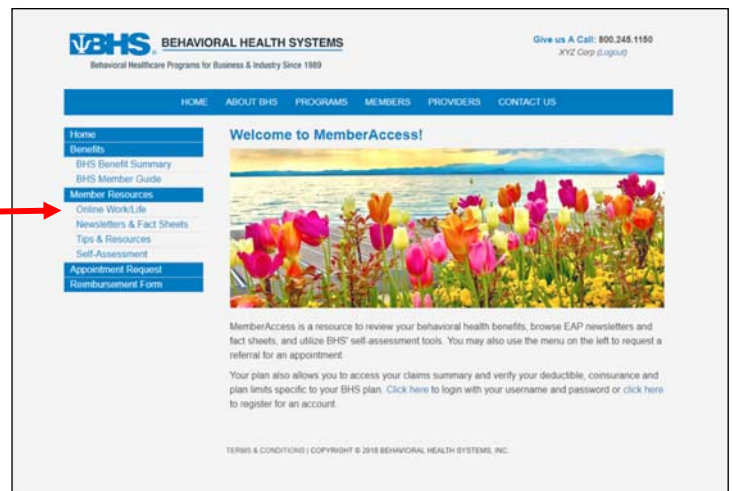 BHS BEHAVIORAL HEALTH SYSTEMS
Behavioral Healthcare Programs for Business & Industry Since 1989
Give us A Call: 800.245.1150
XYZ Corp (Logout)
HOME ABOUT BHS PROGRAMS MEMBERS PROVIDERS CONTACT US
Home
Benefits
BHS Benefit Summary
BHS Member Guide
Member Resources
Online Work/Life
Newsletters & Fact Sheets
Tips & Resources
Self-Assessment
Appointment Request
Reimbursement Form
Welcome to MemberAccess!
MemberAccess is a resource to review your behavioral health benefits, browse EAP newsletters and
fact sheets, and utilize BHS' self-assessment tools. You may also use the menu on the left to request a
referral for an appointment.
Your plan also allows you to access your claims summary and verify your deductible, coinsurance and
plan limits specific to your BHS plan. Click here to login with your username and password or click here
to register for an account.
TERMS & CONDITIONS | COPYRIGHT © 2018 BEHAVIORAL HEALTH SYSTEMS, INC.